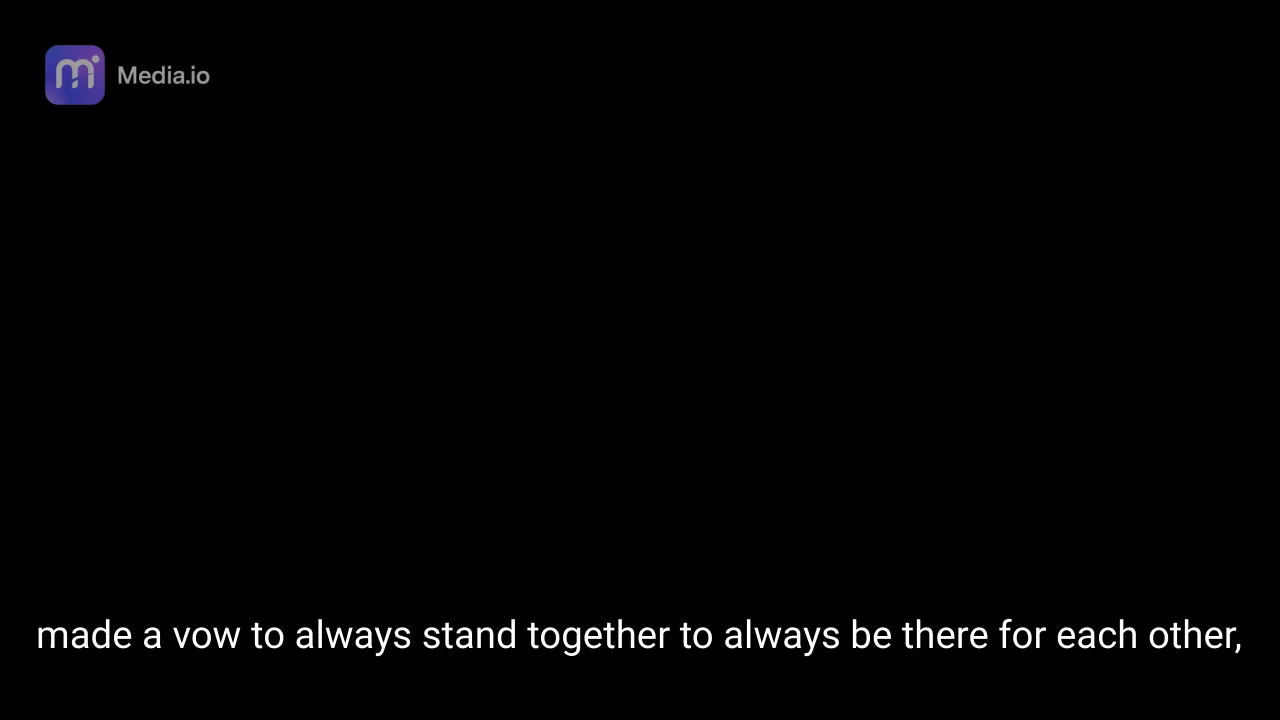 Media.io
made a vow to always stand together to always be there for each other,